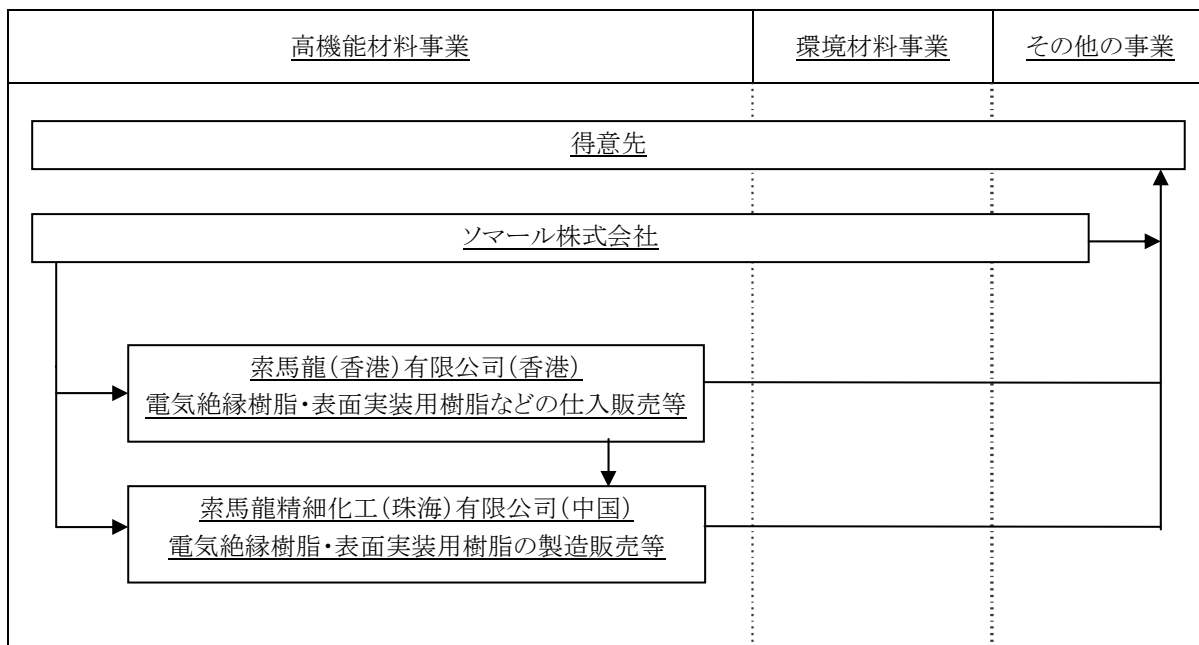 高機能材料事業
環境材料事業
その他の事業
得意先
ソマール株式会社
索馬龍(香港)有限公司(香港)
電気絶縁樹脂・表面実装用樹脂などの仕入販売等
索馬龍精細化工(珠海)有限公司(中国)
電気絶縁樹脂・表面実装用樹脂の製造販売等